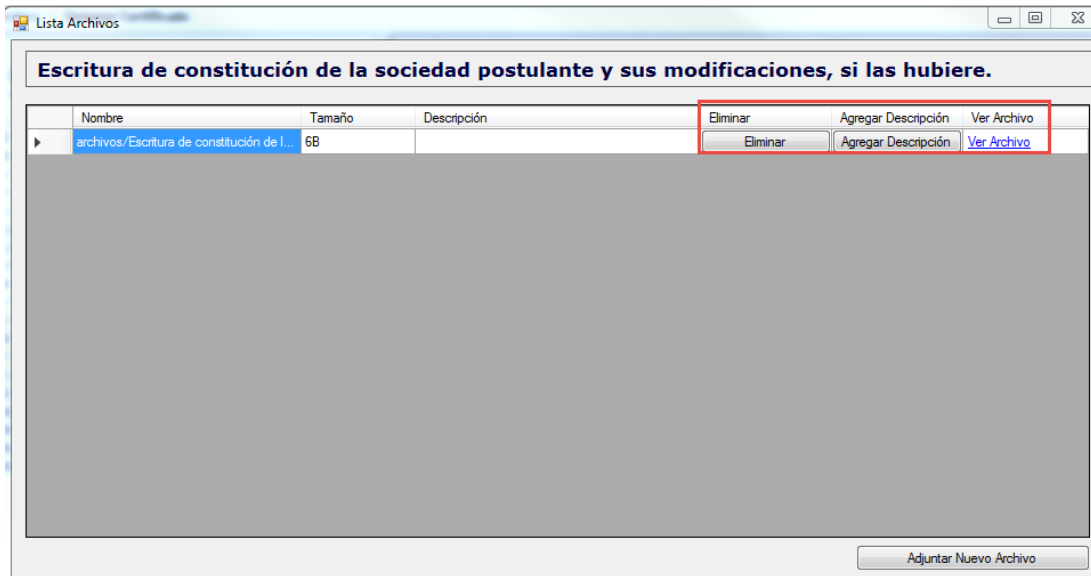 Lista Archivos
Escritura de constitución de la sociedad postulante y sus modificaciones, si las hubiere.
Nombre Tamaño Descripción Eliminar Agregar Descripción Ver Archivo
archivos/Escritura de constitución de l... 6B Eliminar Agregar Descripción Ver Archivo
Adjuntar Nuevo Archivo